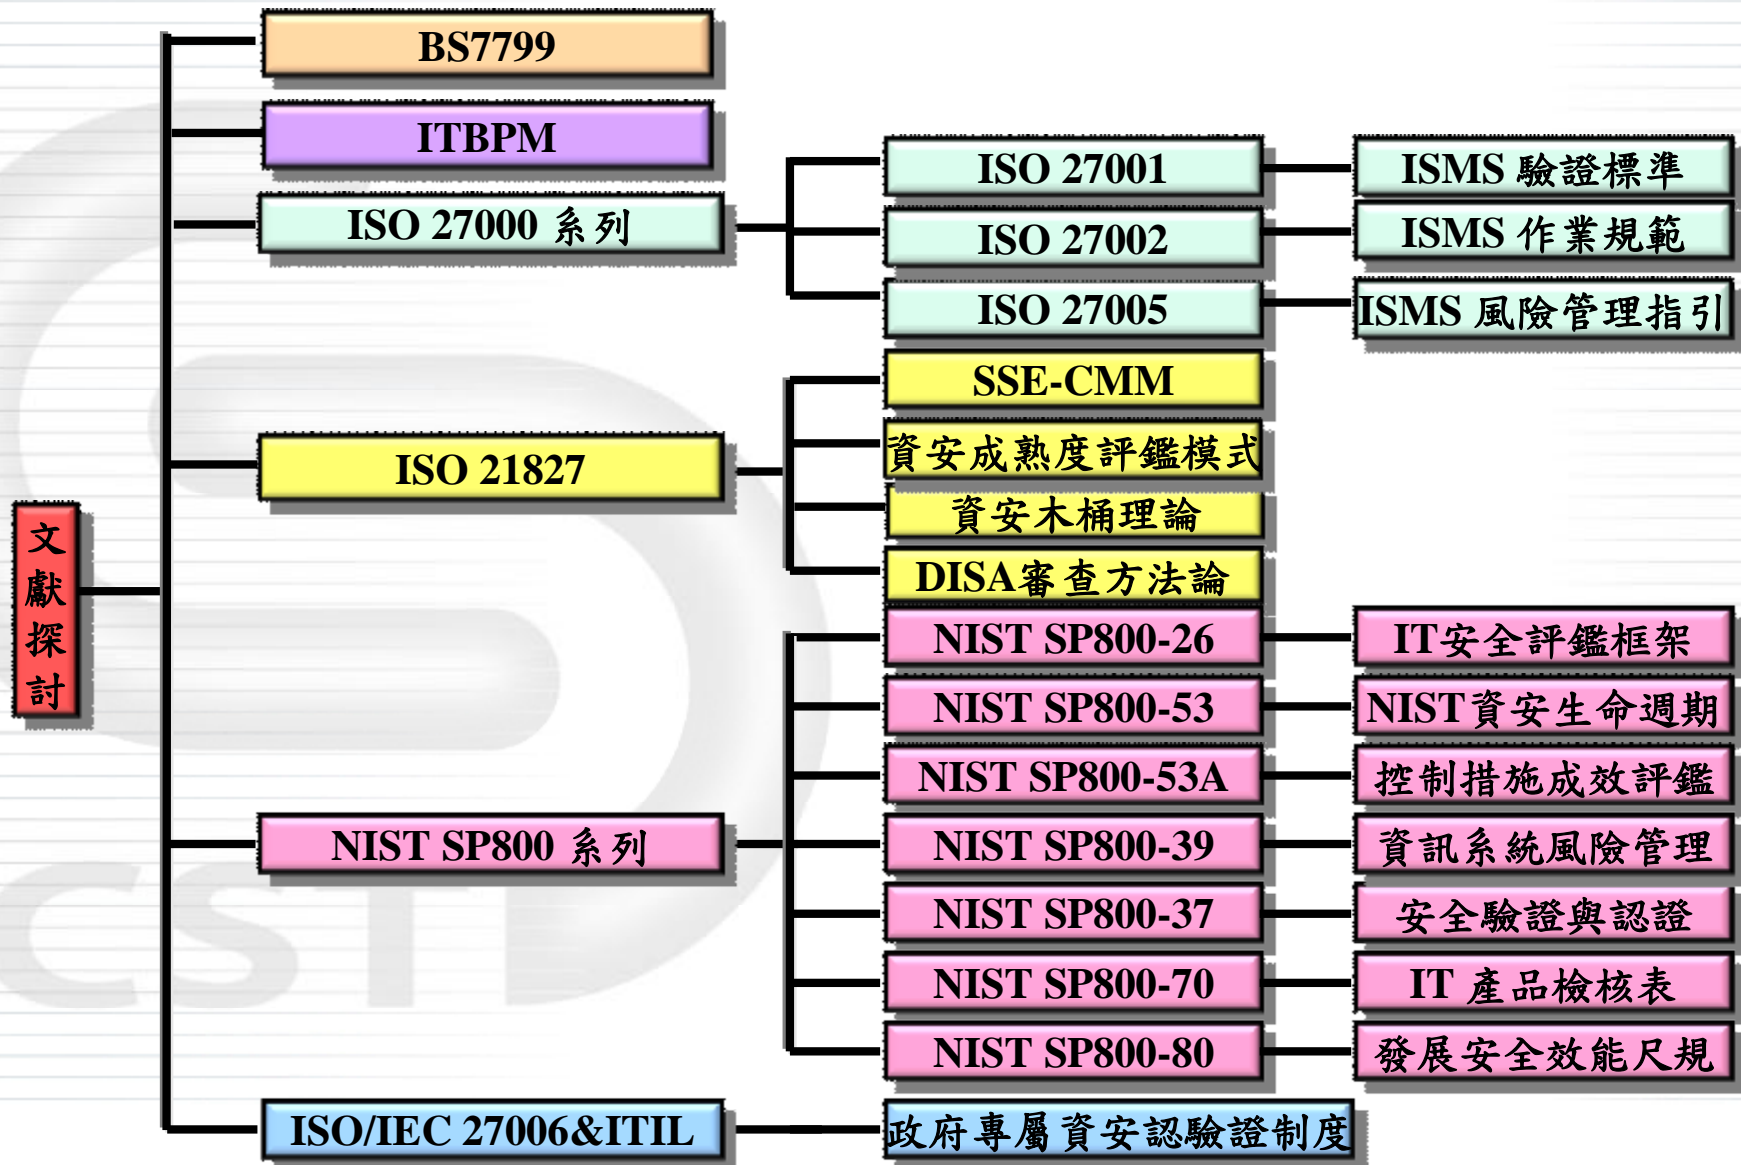 文獻探討
BS7799
ITBPM
ISO 27000 系列
ISO 27001
ISMS 驗證標準
ISO 27002
ISMS 作業規範
ISO 27005
ISMS 風險管理指引
ISO 21827
SSE-CMM
資安成熟度評鑑模式
資安木桶理論
DISA審查方法論
NIST SP800 系列
NIST SP800-26
IT安全評鑑框架
NIST SP800-53
NIST資安生命週期
NIST SP800-53A
控制措施成效評鑑
NIST SP800-39
資訊系統風險管理
NIST SP800-37
安全驗證與認證
NIST SP800-70
IT 產品檢核表
NIST SP800-80
發展安全效能尺規
ISO/IEC 27006&ITIL
政府專屬資安認驗證制度
CST